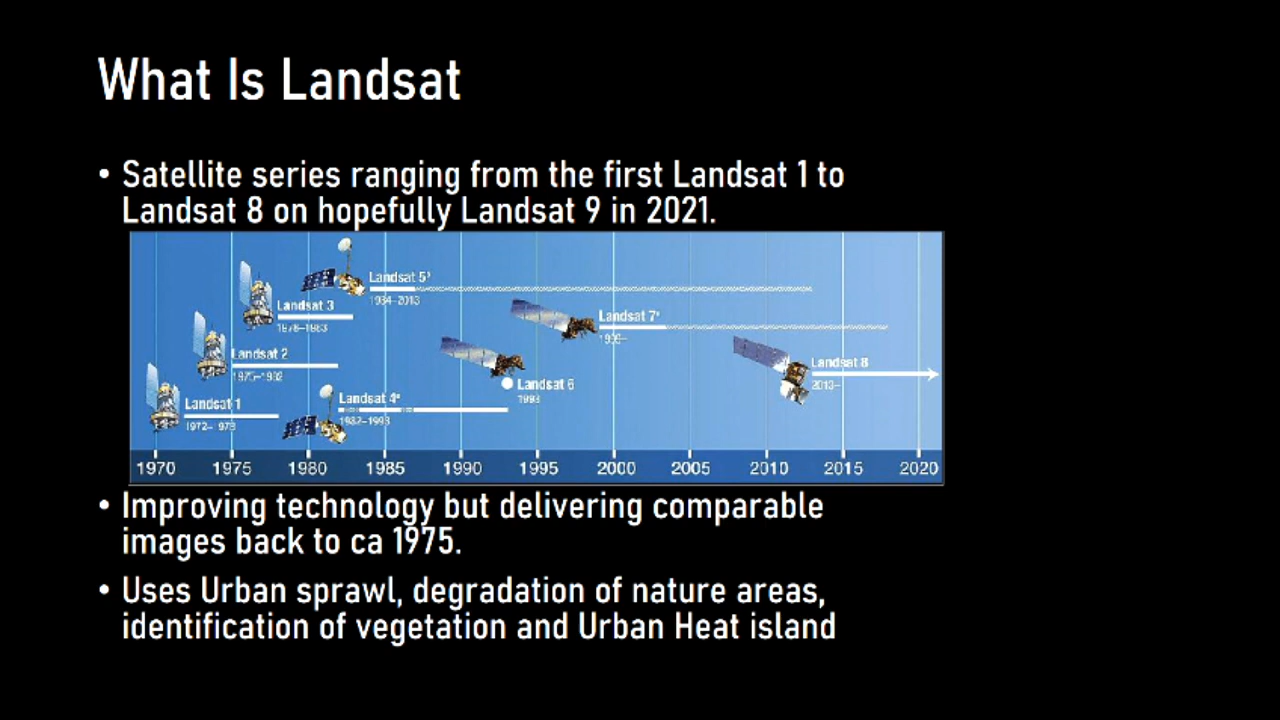 What Is Landsat
• Satellite series ranging from the first Landsat 1 to
Landsat 8 on hopefully Landsat 9 in 2021.
Landsat 5
1984–2013
Landsat 3
1978–1983
Landsat 7
1999–
Landsat 2
1975–1982
Landsat 8
2013–
Landsat 6
1993
Landsat 4
1982–1993
Landsat 1
1972–
1970 1975 1980 1985 1990 1995 2000 2005 2010 2015 2020
• Improving technology but delivering comparable
images back to ca 1975.
• Uses Urban sprawl, degradation of nature areas,
identification of vegetation and Urban Heat island